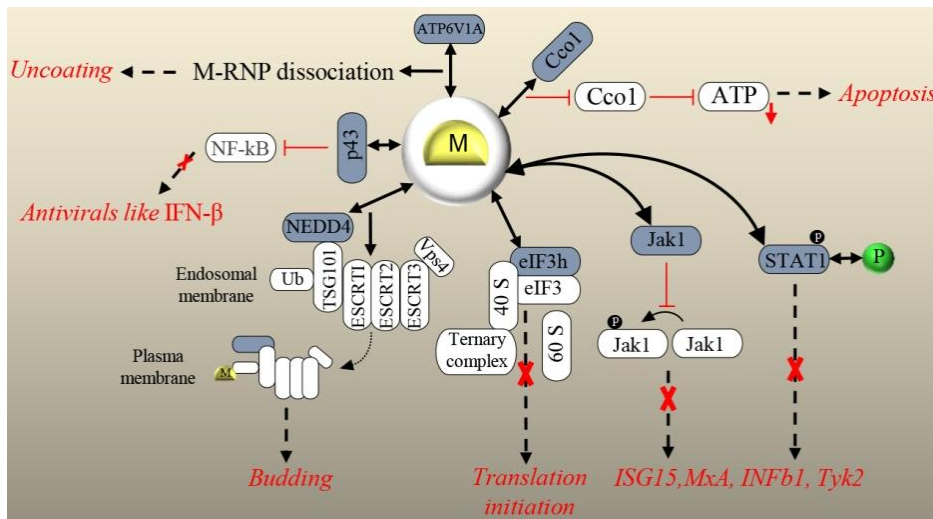 ATP6V1A
Cco1
Uncoating
M-RNP dissociation
Cco1
ATP
Apoptosis
M
p43
NF-kB
Antivirals like IFN-β
NEDD4
Vps4
Endosomal
membrane
Ub
TSG101
ESCRT1
ESCRT2
ESCRT3
eIF3h
eIF3
40 S
60 S
Ternary
complex
Jak1
P
STAT1
P
P
Jak1
Jak1
Plasma
membrane
M
Budding
Translation
initiation
ISG15,MxA, INFb1, Tyk2